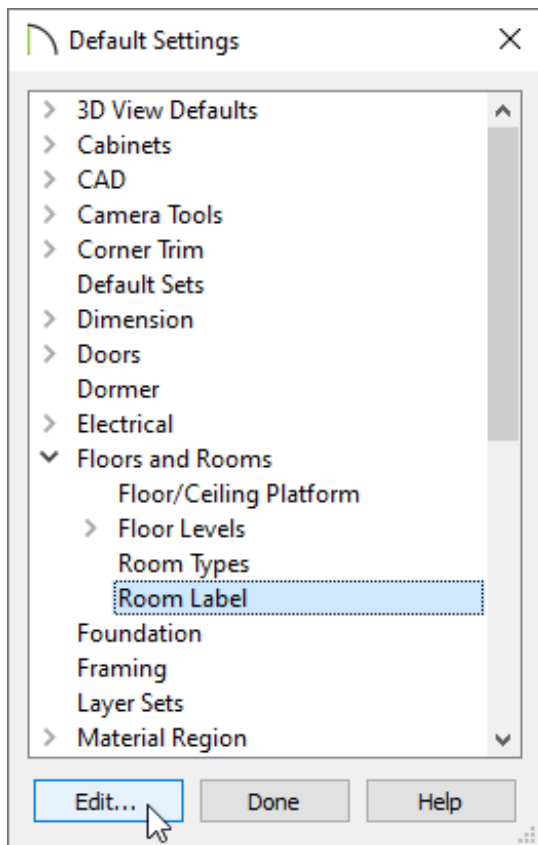 Default Settings
3D View Defaults
Cabinets
CAD
Camera Tools
Corner Trim
Default Sets
Dimension
Doors
Dormer
Electrical
Floors and Rooms
Floor/Ceiling Platform
Floor Levels
Room Types
Room Label
Foundation
Framing
Layer Sets
Material Region
Edit... Done Help